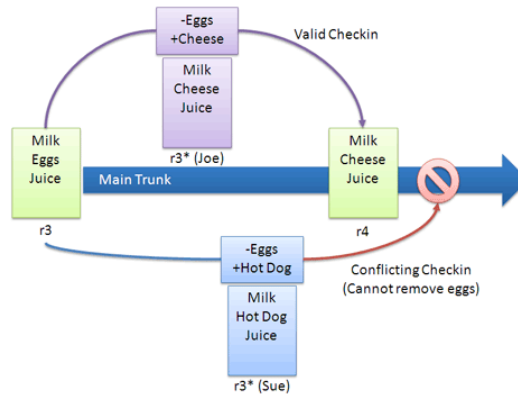 -Eggs
+Cheese
Valid Checkin
Milk
Cheese
Juice
r3* (Joe)
Milk
Eggs
Juice
r3
Main Trunk
Milk
Cheese
Juice
r4
-Eggs
+Hot Dog
Conflicting Checkin
(Cannot remove eggs)
Milk
Hot Dog
Juice
r3* (Sue)